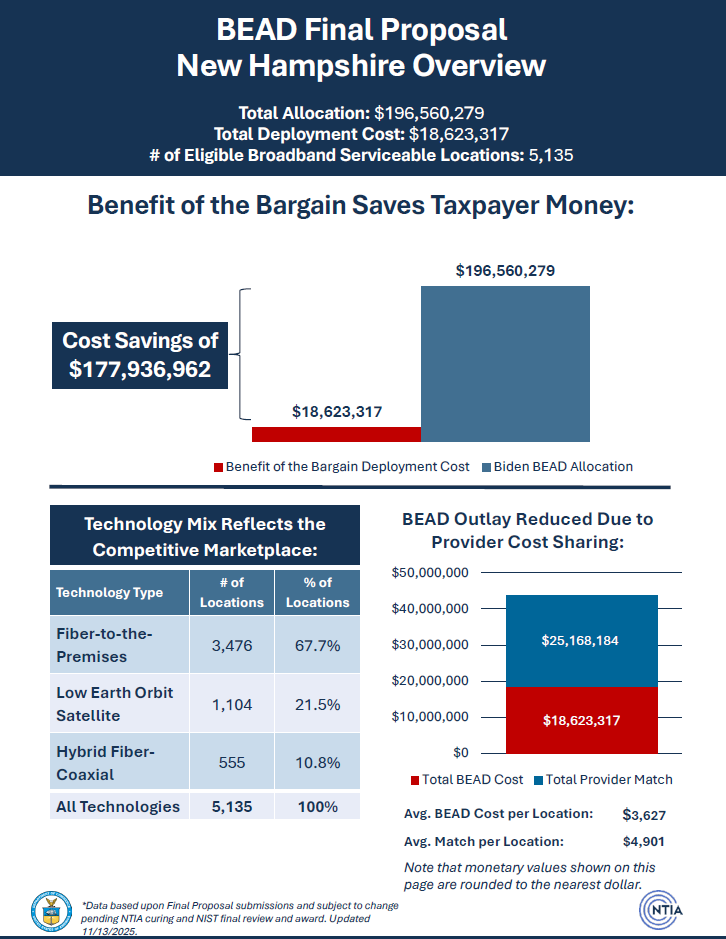 BEAD Final Proposal
New Hampshire Overview
Total Allocation: $196,560,279
Total Deployment Cost: $18,623,317
# of Eligible Broadband Serviceable Locations: 5,135
Benefit of the Bargain Saves Taxpayer Money:
$196,560,279
Cost Savings of
$177,936,962
$18,623,317
Benefit of the Bargain Deployment Cost
Biden BEAD Allocation
Technology Mix Reflects the
Competitive Marketplace:
Technology Type
# of
Locations
% of
Locations
Fiber-to-the-
Premises
3,476
67.7%
Low Earth Orbit
Satellite
1,104
21.5%
Hybrid Fiber-
Coaxial
555
10.8%
All Technologies
5,135
100%
BEAD Outlay Reduced Due to
Provider Cost Sharing:
$50,000,000
$40,000,000
$30,000,000
$20,000,000
$10,000,000
$0
$25,168,184
$18,623,317
Total BEAD Cost
Total Provider Match
Avg. BEAD Cost per Location: $3,627
Avg. Match per Location: $4,901
Note that monetary values shown on this
page are rounded to the nearest dollar.
*Data based upon Final Proposal submissions and subject to change
pending NTIA curing and NIST final review and award. Updated
11/13/2025.
NTIA